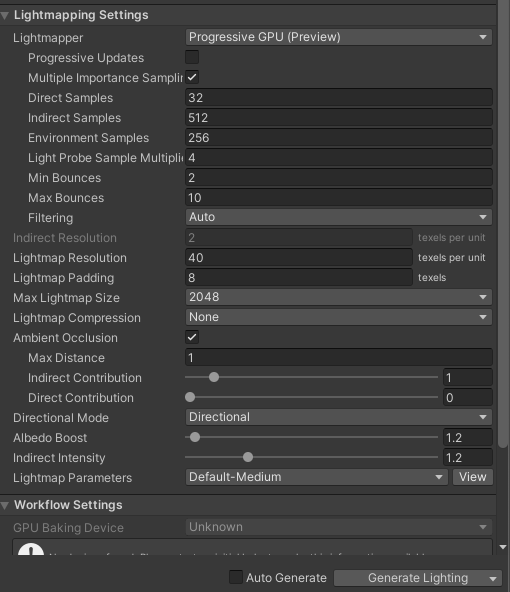 Lightmapping Settings
Lightmapper Progressive GPU (Preview)
Progressive Updates
Multiple Importance Samplin
Direct Samples 32
Indirect Samples 512
Environment Samples 256
Light Probe Sample Multiplie 4
Min Bounces 2
Max Bounces 10
Filtering Auto
Indirect Resolution 2 texels per unit
Lightmap Resolution 40 texels per unit
Lightmap Padding 8 texels
Max Lightmap Size 2048
Lightmap Compression None
Ambient Occlusion
Max Distance 1
Indirect Contribution 1
Direct Contribution 0
Directional Mode Directional
Albedo Boost 1.2
Indirect Intensity 1.2
Lightmap Parameters Default-Medium View
Workflow Settings
GPU Baking Device Unknown
Auto Generate Generate Lighting